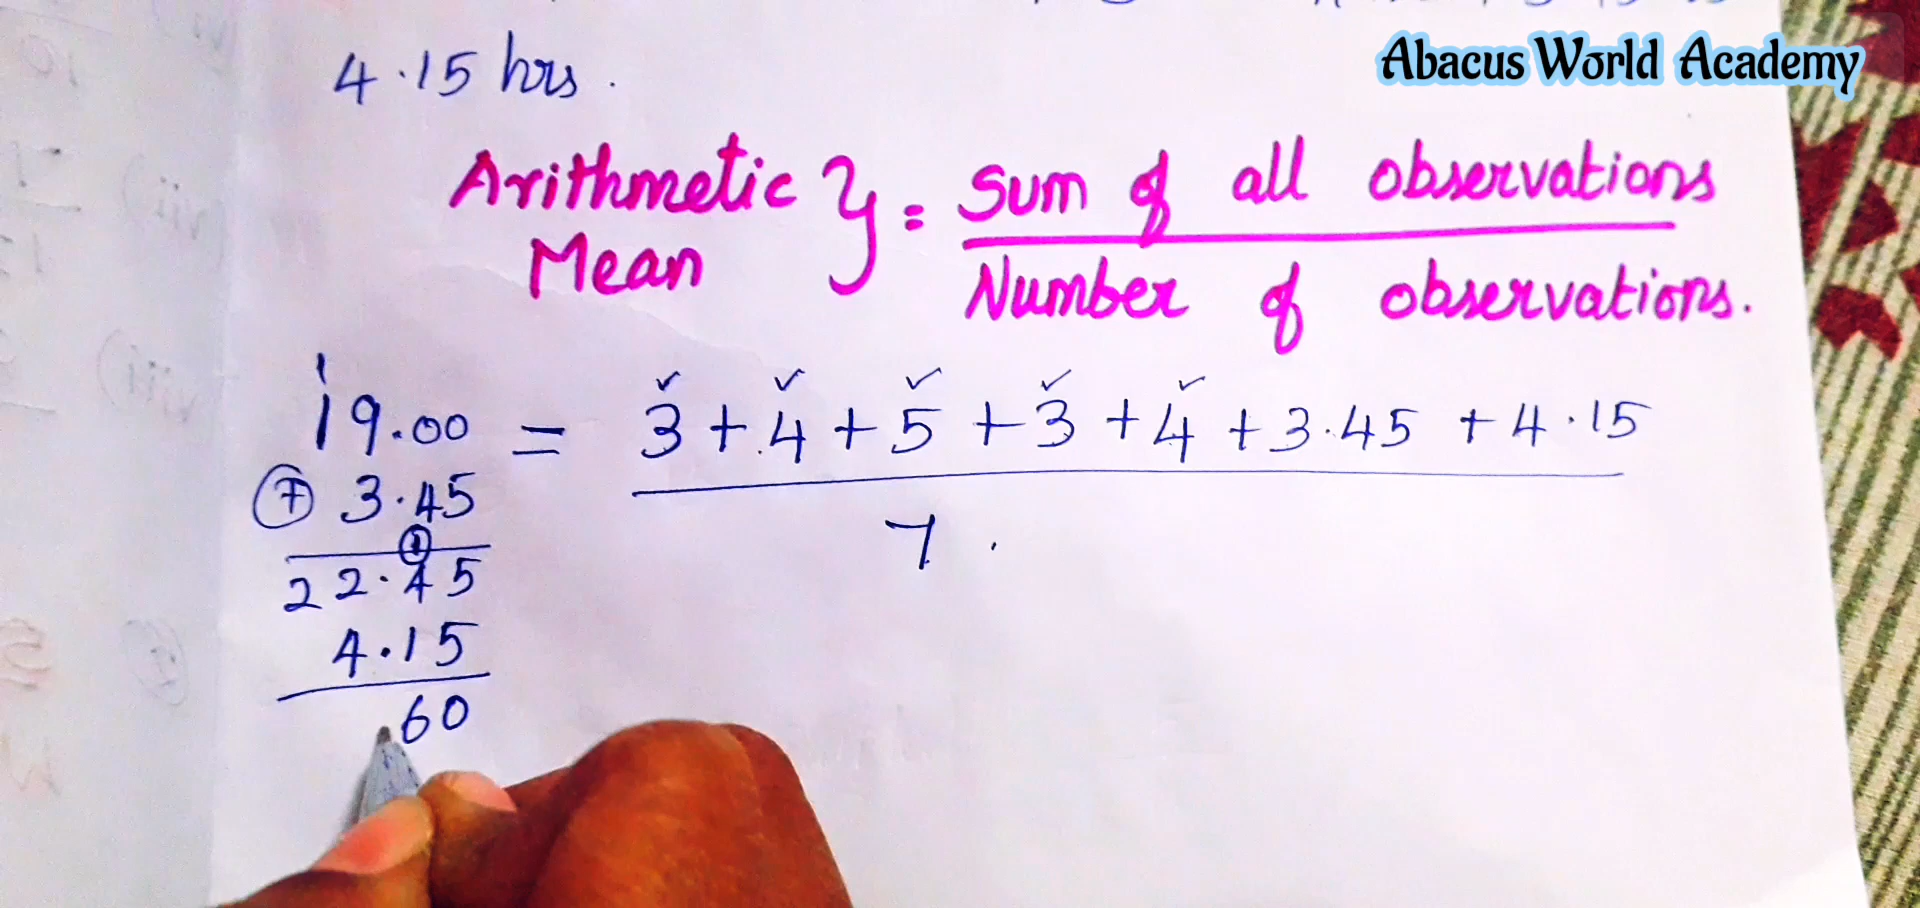 Abacus World Academy
4.15 hrs.
Arithmetic Mean } = Sum of all observations
Number of observations.
19.00 = 3 + 4 + 5 + 3 + 4 + 3.45 + 4.15
7.
+ 3.45
1
22.45
4.15
60